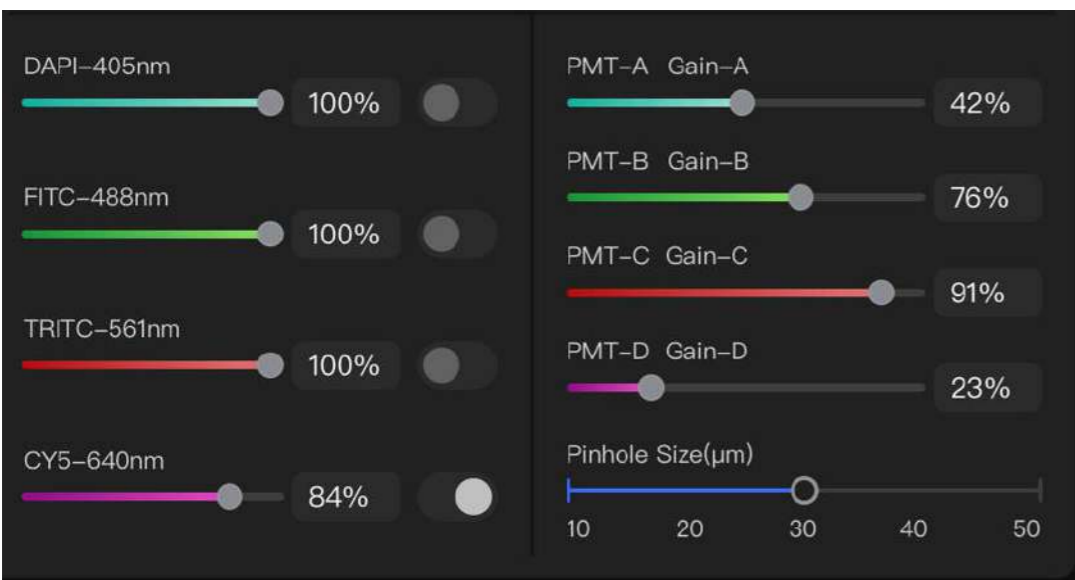 DAPI–405nm
100%
FITC–488nm
100%
TRITC–561nm
100%
CY5–640nm
84%
PMT–A Gain–A
42%
PMT–B Gain–B
76%
PMT–C Gain–C
91%
PMT–D Gain–D
23%
Pinhole Size(μm)
10 20 30 40 50